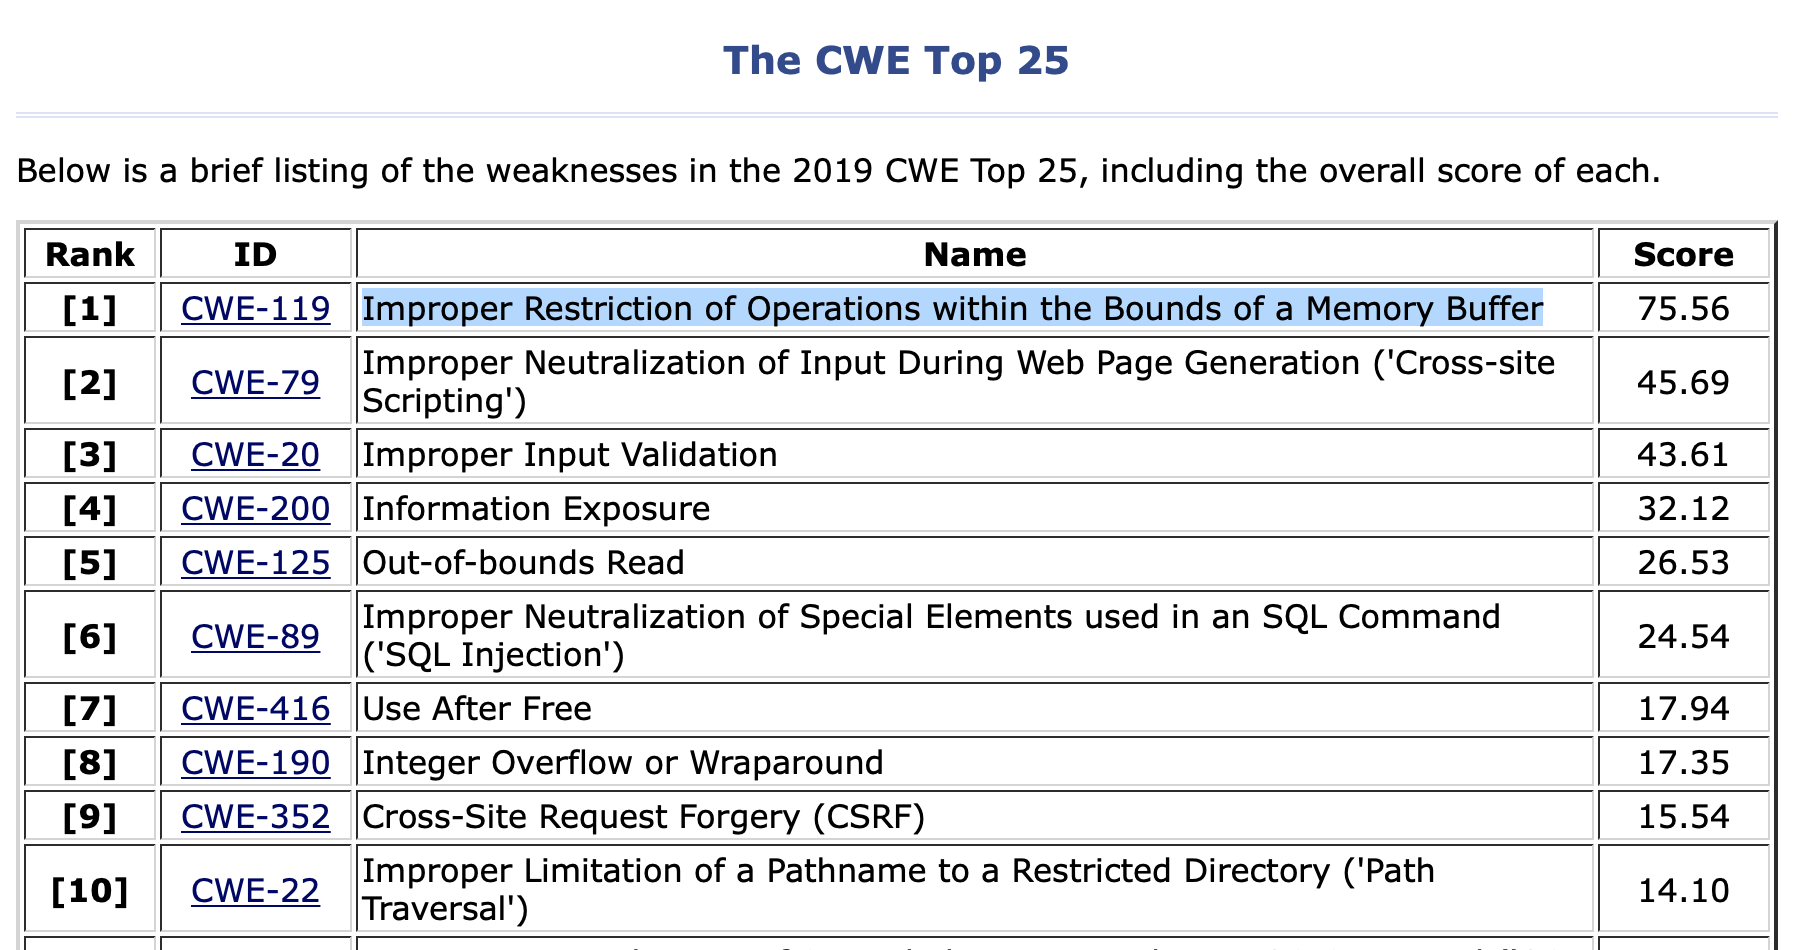 The CWE Top 25
Below is a brief listing of the weaknesses in the 2019 CWE Top 25, including the overall score of each.
Rank ID Name Score
[1] CWE-119 Improper Restriction of Operations within the Bounds of a Memory Buffer 75.56
[2] CWE-79 Improper Neutralization of Input During Web Page Generation ('Cross-site
Scripting') 45.69
[3] CWE-20 Improper Input Validation 43.61
[4] CWE-200 Information Exposure 32.12
[5] CWE-125 Out-of-bounds Read 26.53
[6] CWE-89 Improper Neutralization of Special Elements used in an SQL Command
('SQL Injection') 24.54
[7] CWE-416 Use After Free 17.94
[8] CWE-190 Integer Overflow or Wraparound 17.35
[9] CWE-352 Cross-Site Request Forgery (CSRF) 15.54
[10] CWE-22 Improper Limitation of a Pathname to a Restricted Directory ('Path
Traversal') 14.10